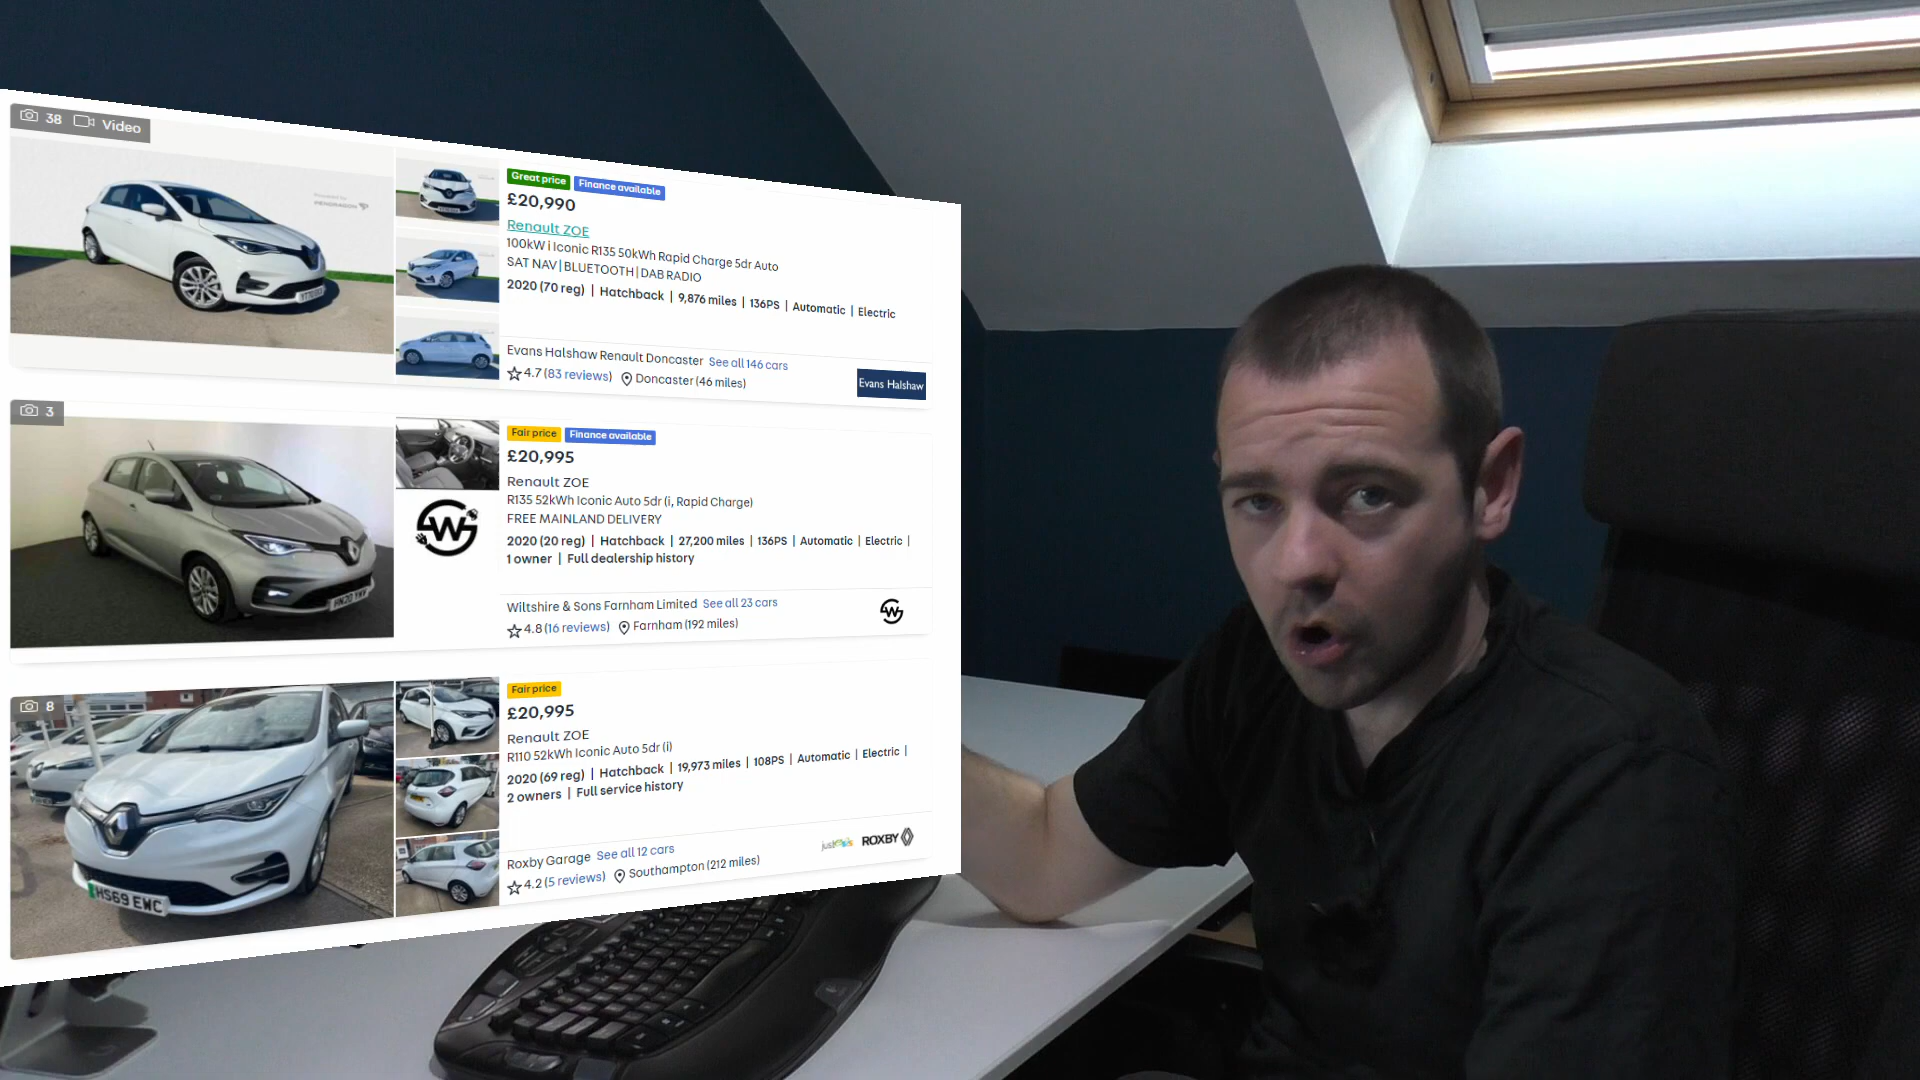 38 Video
Powered by
PENDRAGON
Great price Finance available
£20,990
Renault ZOE
100kW i Iconic R135 50kWh Rapid Charge 5dr Auto
SAT NAV | BLUETOOTH | DAB RADIO
2020 (70 reg) | Hatchback | 9,876 miles | 136PS | Automatic | Electric
Evans Halshaw Renault Doncaster See all 146 cars
4.7 (83 reviews) Doncaster (46 miles)
Evans Halshaw
3
Fair price Finance available
£20,995
Renault ZOE
R135 52kWh Iconic Auto 5dr (i, Rapid Charge)
FREE MAINLAND DELIVERY
2020 (20 reg) | Hatchback | 27,200 miles | 136PS | Automatic | Electric |
1 owner | Full dealership history
W
Wiltshire & Sons Farnham Limited See all 23 cars
4.8 (16 reviews) Farnham (192 miles)
W
8
Fair price
£20,995
Renault ZOE
R110 52kWh Iconic Auto 5dr (i)
2020 (69 reg) | Hatchback | 19,973 miles | 108PS | Automatic | Electric |
2 owners | Full service history
HS69 EWC
Roxby Garage See all 12 cars
4.2 (5 reviews) Southampton (212 miles)
ROXBY